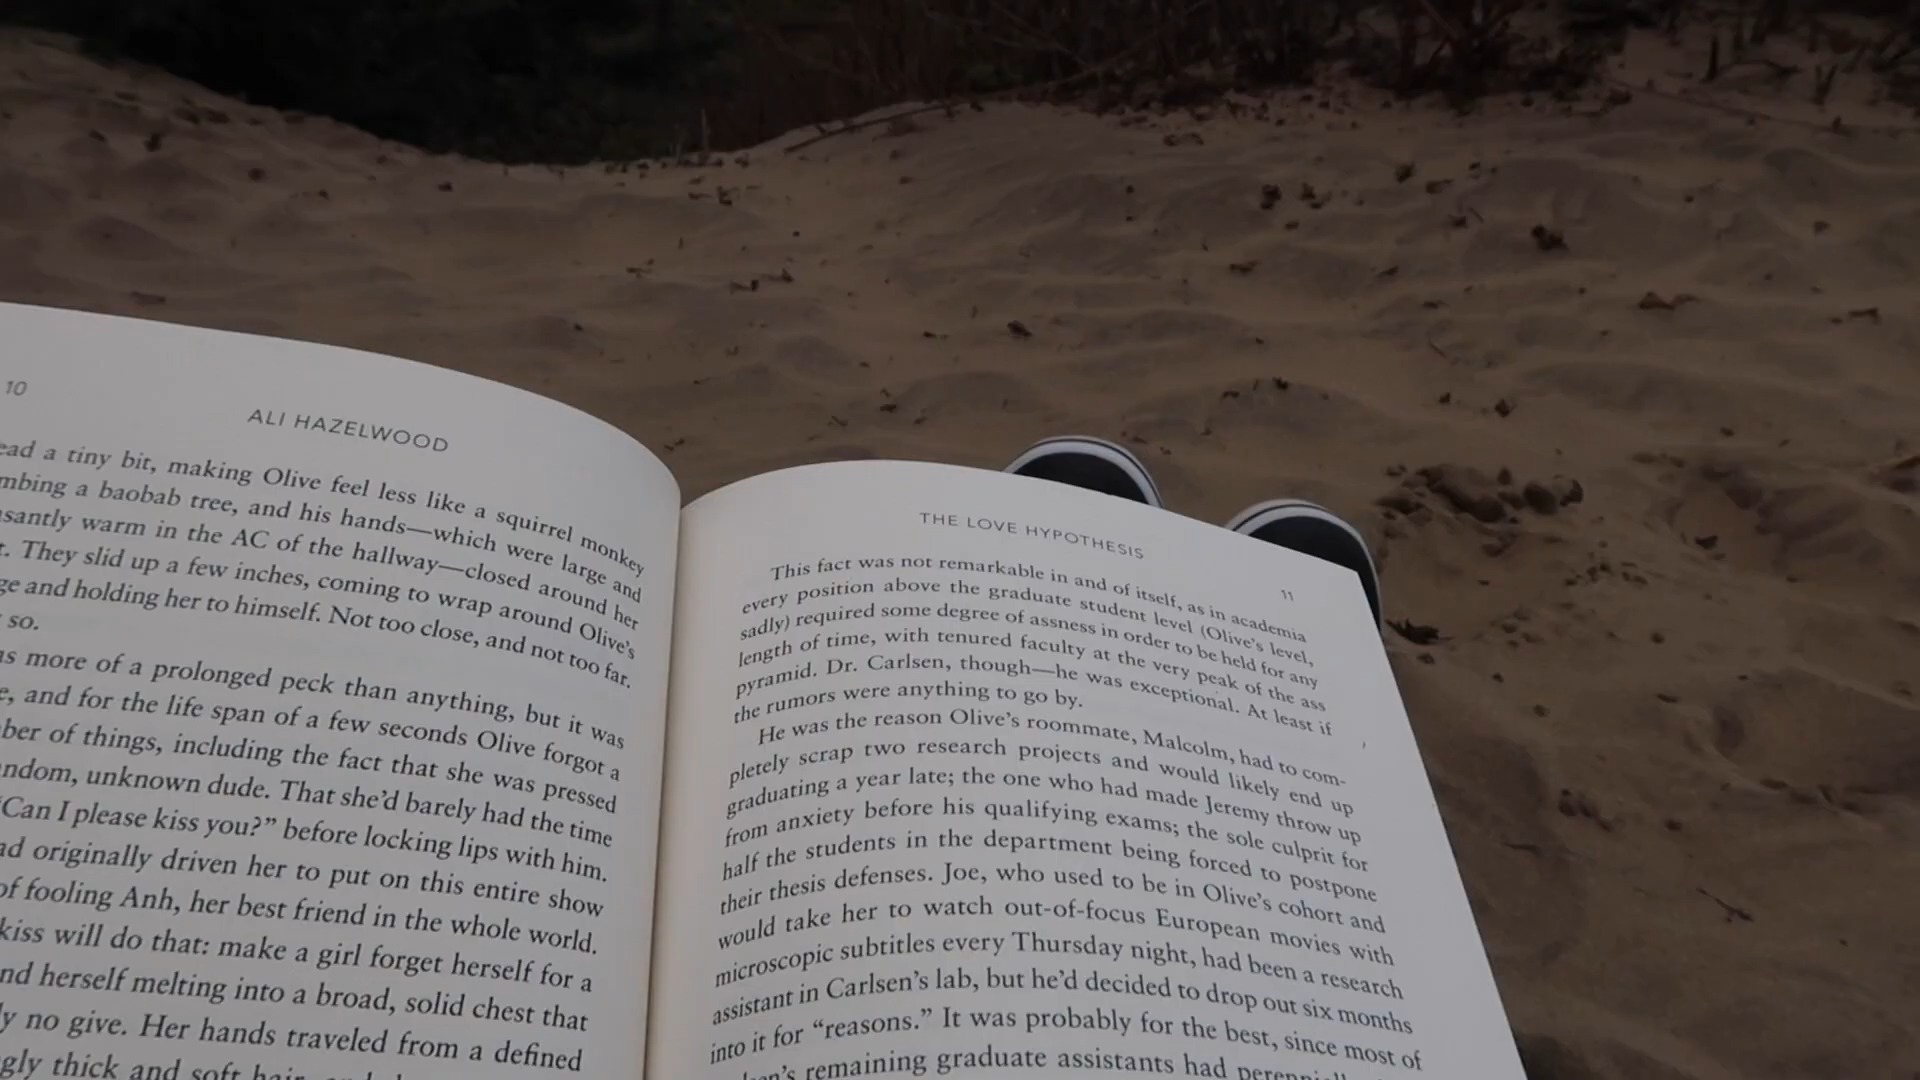 10
ALI HAZELWOOD
a tiny bit, making Olive feel less like a squirrel monkey
a baobab tree, and his hands—which were large and
warm in the AC of the hallway—closed around her
They slid up a few inches, coming to wrap around Olive's
and holding her to himself. Not too close, and not too far.
so.
more of a prolonged peck than anything, but it was
and for the life span of a few seconds Olive forgot a
of things, including the fact that she was pressed
unknown dude. That she'd barely had the time
“Can I please kiss you?” before locking lips with him.
originally driven her to put on this entire show
of fooling Anh, her best friend in the whole world.
kiss will do that: make a girl forget herself for a
herself melting into a broad, solid chest that
no give. Her hands traveled from a defined
thick and soft hair,
THE LOVE HYPOTHESIS
11
This fact was not remarkable in and of itself, as in academia
every position above the graduate student level (Olive's level,
sadly) required some degree of assness in order to be held for any
length of time, with tenured faculty at the very peak of the ass
pyramid. Dr. Carlsen, though—he was exceptional. At least if
the rumors were anything to go by.
He was the reason Olive's roommate, Malcolm, had to com-
pletely scrap two research projects and would likely end up
graduating a year late; the one who had made Jeremy throw up
from anxiety before his qualifying exams; the sole culprit for
half the students in the department being forced to postpone
their thesis defenses. Joe, who used to be in Olive's cohort and
would take her to watch out-of-focus European movies with
microscopic subtitles every Thursday night, had been a research
assistant in Carlsen's lab, but he'd decided to drop out six months
into it for “reasons.” It was probably for the best, since most of
remaining graduate assistants had